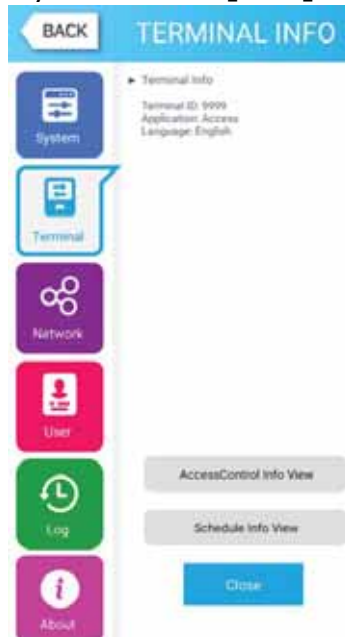 BACK
TERMINAL INFO
System
Terminal
Network
User
Log
About
▸ Terminal Info
Terminal ID: 9999
Application: Access
Language: English
AccessControl Info View
Schedule Info View
Close